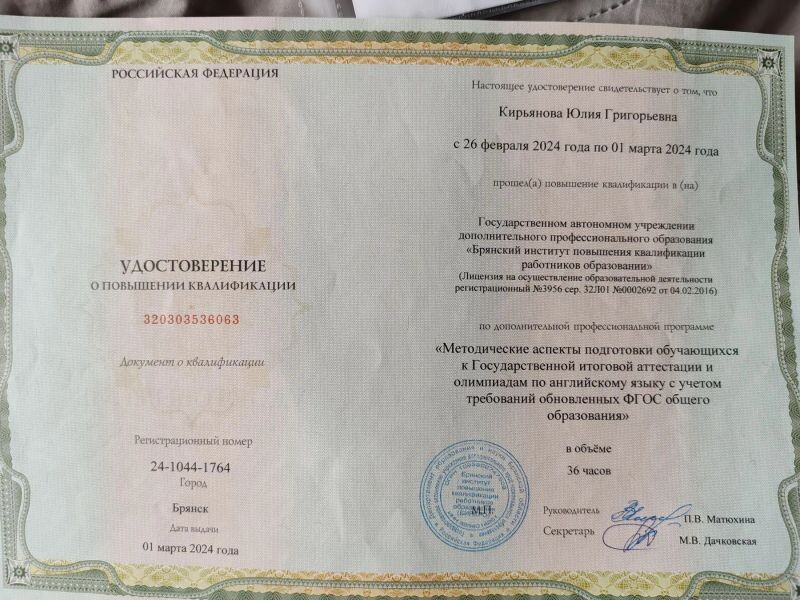 РОССИЙСКАЯ ФЕДЕРАЦИЯ
УДОСТОВЕРЕНИЕ
О ПОВЫШЕНИИ КВАЛИФИКАЦИИ
320303536063
Документ о квалификации
Регистрационный номер
24-1044-1764
Город
Брянск
Дата выдачи
01 марта 2024 года
Настоящее удостоверение свидетельствует о том, что
Кирьянова Юлия Григорьевна
с 26 февраля 2024 года по 01 марта 2024 года
прошел(а) повышение квалификации в (на)
Государственном автономном учреждении
дополнительного профессионального образования
«Брянский институт повышения квалификации
работников образования»
(Лицензия на осуществление образовательной деятельности
регистрационный №3956 сер. 32Л01 №0002692 от 04.02.2016)
по дополнительной профессиональной программе
«Методические аспекты подготовки обучающихся
к Государственной итоговой аттестации и
олимпиадам по английскому языку с учетом
требований обновленных ФГОС общего
образования»
в объёме
36 часов
Брянский
институт
повышения
квалификации
работников
М.П.
Руководитель
П.В. Матюхина
Секретарь
М.В. Дачковская